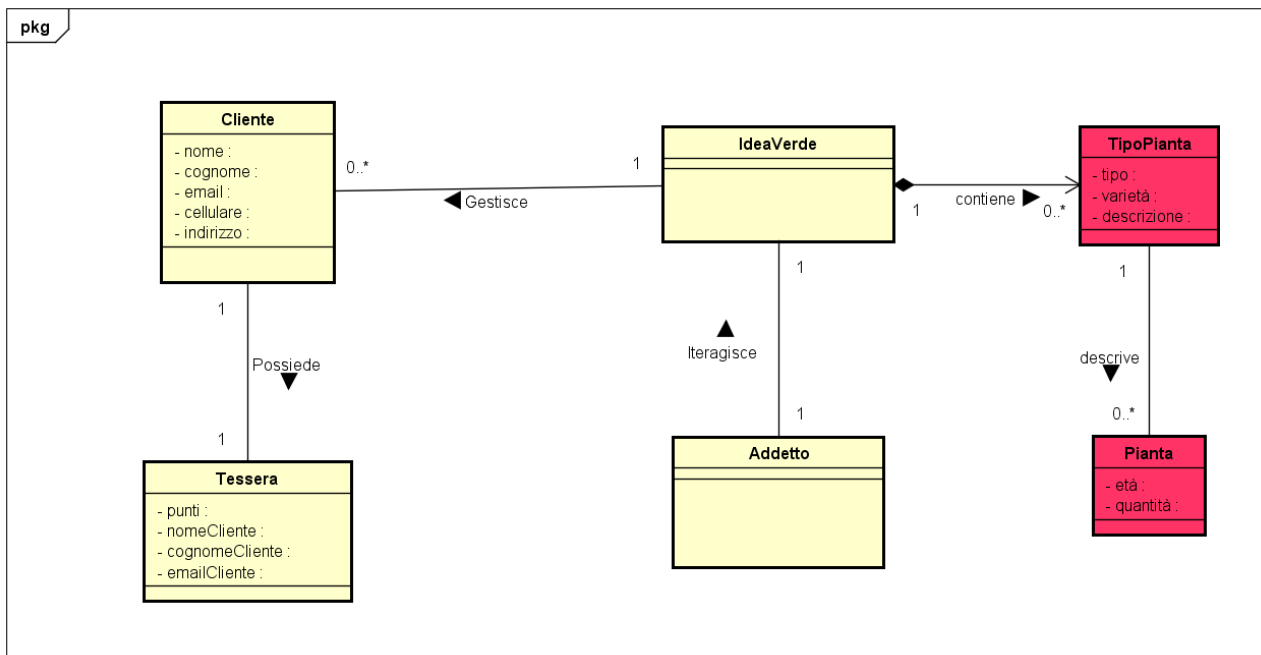 pkg
Cliente
- nome :
- cognome :
- email :
- cellulare :
- indirizzo :
0..*
1
Gestisce
IdeaVerde
1
contiene
0..*
TipoPianta
- tipo :
- varietà :
- descrizione :
1
Possiede
1
Tessera
- punti :
- nomeCliente :
- cognomeCliente :
- emailCliente :
1
Iteragisce
1
Addetto
1
descrive
0..*
Pianta
- età :
- quantità :